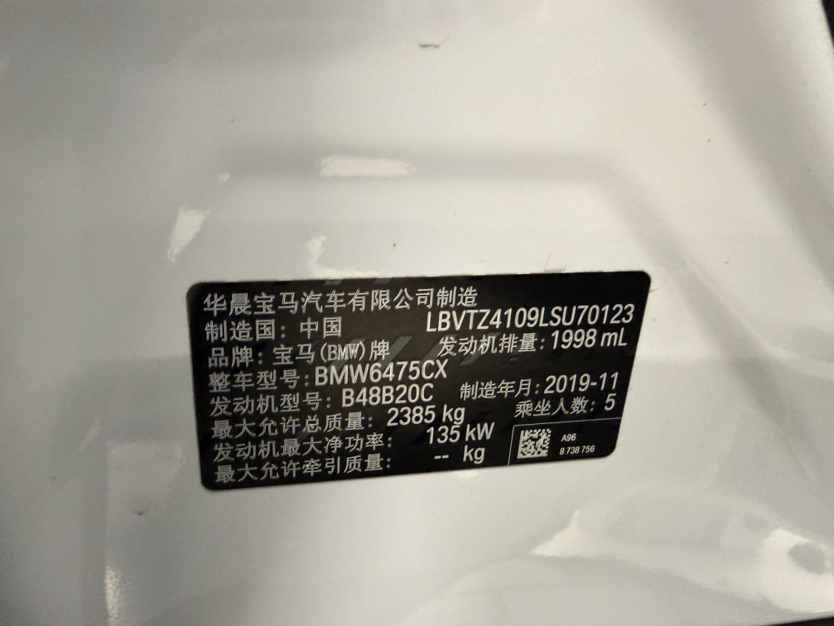 华晨宝马汽车有限公司制造
制造国: 中国 LBVTZ4109LSU70123
品牌: 宝马(BMW)牌 发动机排量: 1998 mL
整车型号: BMW6475CX
发动机型号: B48B20C 制造年月: 2019-11
最大允许总质量: 2385 kg 乘坐人数: 5
发动机最大净功率: 135 kW
最大允许牵引质量: -- kg
A96
8 738 756